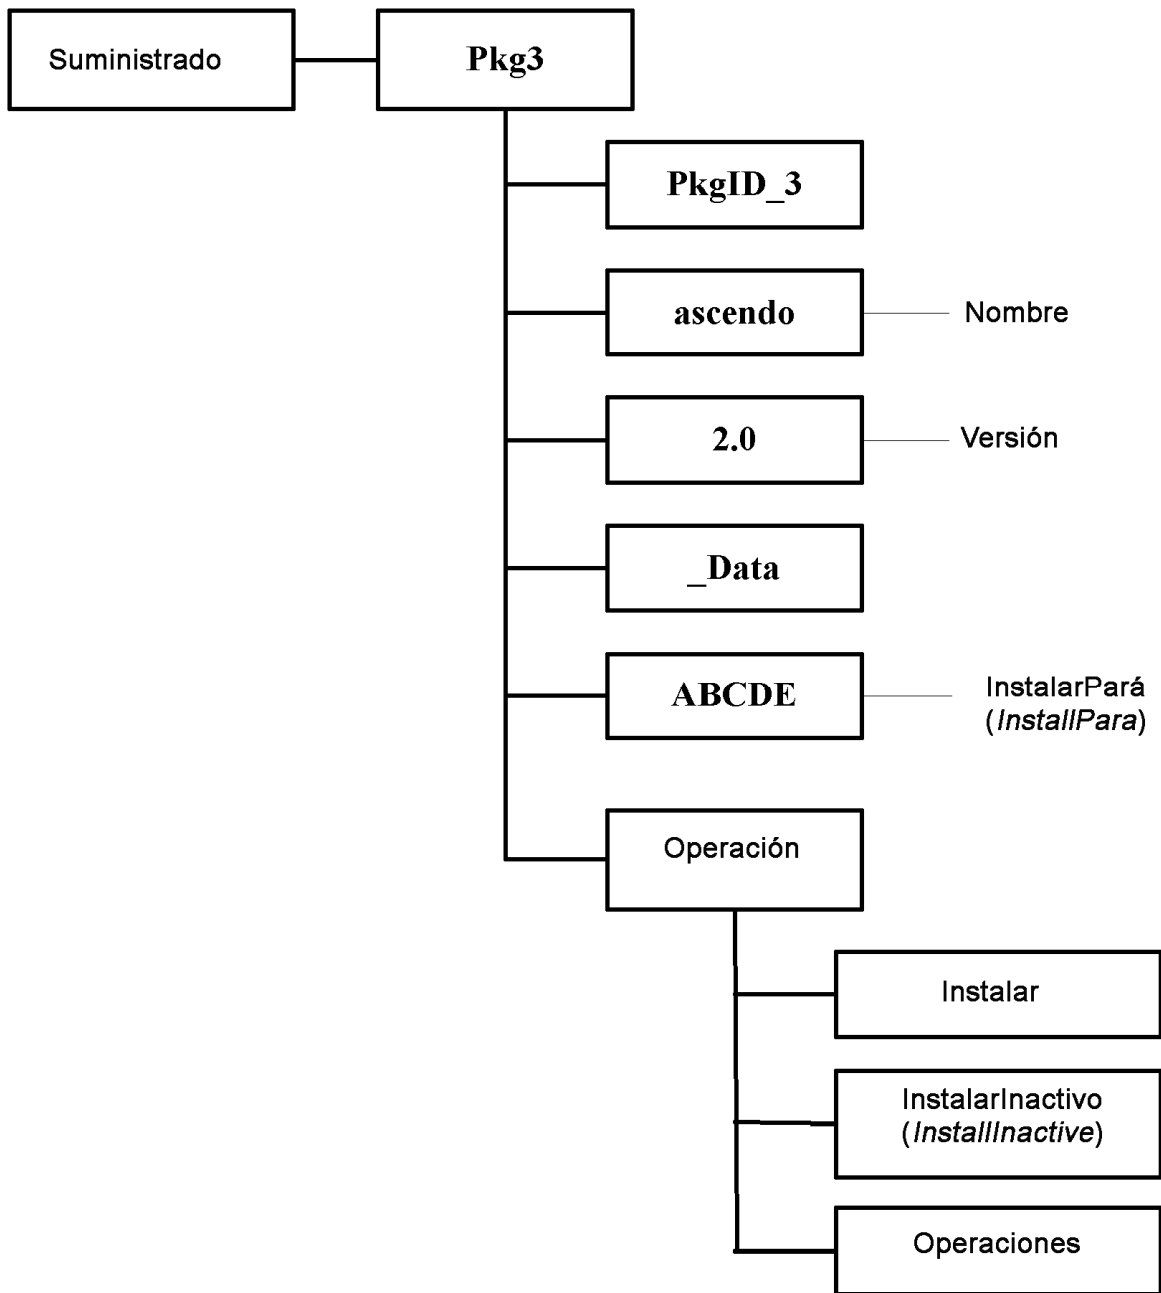 Suministrado
Pkg3
PkgID_3
ascendo
Nombre
2.0
Versión
_Data
ABCDE
InstalarPará
(InstallPara)
Operación
Instalar
InstalarInactivo
(InstallInactive)
Operaciones